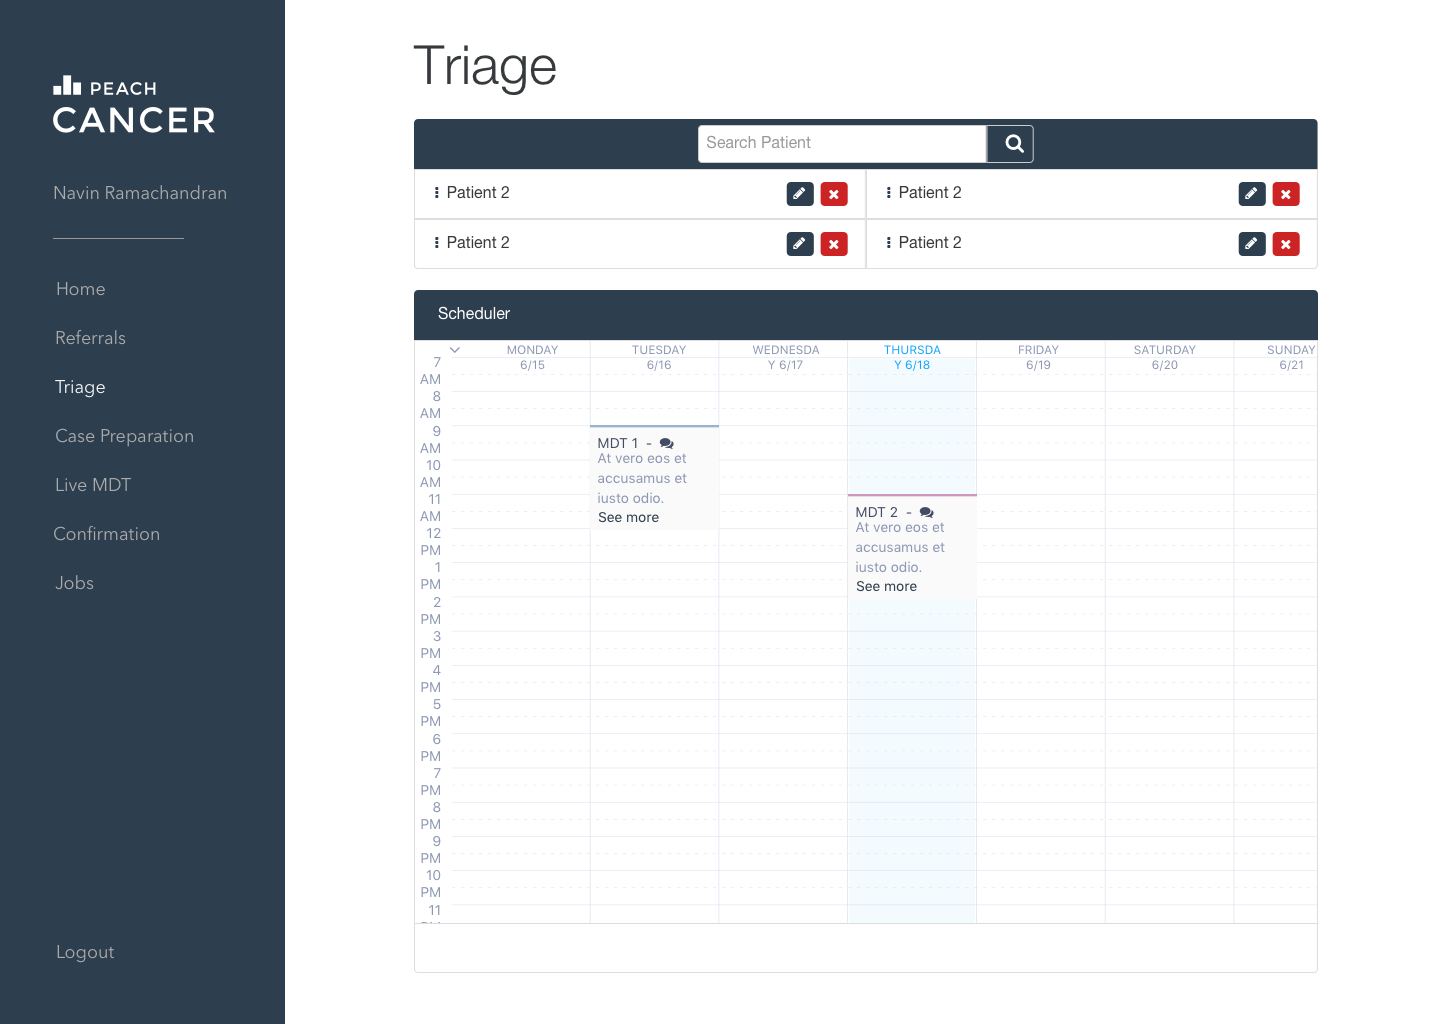 PEACH
CANCER
Navin Ramachandran
Home
Referrals
Triage
Case Preparation
Live MDT
Confirmation
Jobs
Logout
Triage
Search Patient
Patient 2
Patient 2
Patient 2
Patient 2
Scheduler
MONDAY
6/15
TUESDAY
6/16
WEDNESDA
Y 6/17
THURSDA
Y 6/18
FRIDAY
6/19
SATURDAY
6/20
SUNDAY
6/21
7
AM
8
AM
9
AM
10
AM
11
AM
12
PM
1
PM
2
PM
3
PM
4
PM
5
PM
6
PM
7
PM
8
PM
9
PM
10
PM
11
MDT 1 -
At vero eos et
accusamus et
iusto odio.
See more
MDT 2 -
At vero eos et
accusamus et
iusto odio.
See more